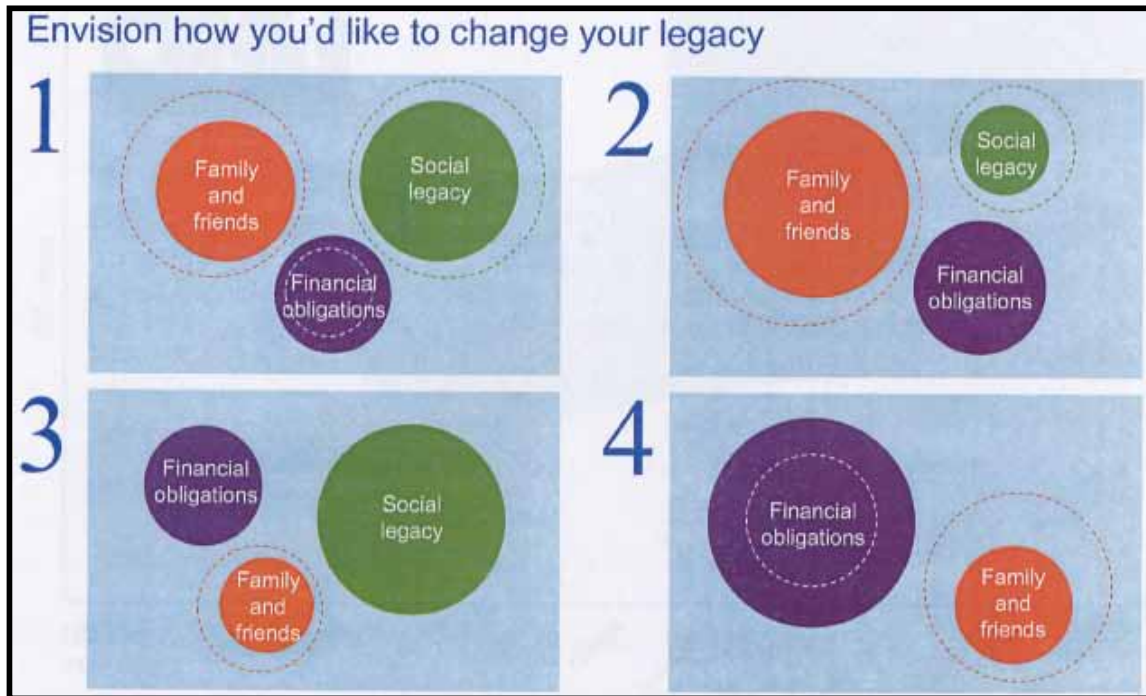 Envision how you'd like to change your legacy
1
Family
and
friends
Social
legacy
Financial
obligations
2
Family
and
friends
Social
legacy
Financial
obligations
3
Financial
obligations
Social
legacy
Family
and
friends
4
Financial
obligations
Family
and
friends